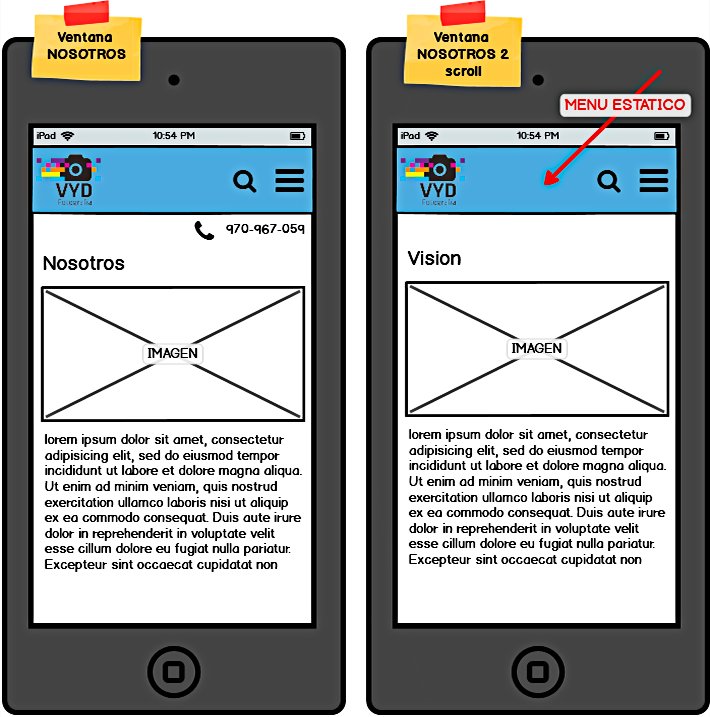 Ventana
NOSOTROS
iPad
10:54 PM
VYD
Fotografia
970-967-059
Nosotros
IMAGEN
lorem ipsum dolor sit amet, consectetur
adipisicing elit, sed do eiusmod tempor
incididunt ut labore et dolore magna aliqua.
Ut enim ad minim veniam, quis nostrud
exercitation ullamco laboris nisi ut aliquip
ex ea commodo consequat. Duis aute irure
dolor in reprehenderit in voluptate velit
esse cillum dolore eu fugiat nulla pariatur.
Excepteur sint occaecat cupidatat non
Ventana
NOSOTROS 2
scroll
MENU ESTATICO
iPad
10:54 PM
VYD
Fotografia
Vision
IMAGEN
lorem ipsum dolor sit amet, consectetur
adipisicing elit, sed do eiusmod tempor
incididunt ut labore et dolore magna aliqua.
Ut enim ad minim veniam, quis nostrud
exercitation ullamco laboris nisi ut aliquip
ex ea commodo consequat. Duis aute irure
dolor in reprehenderit in voluptate velit
esse cillum dolore eu fugiat nulla pariatur.
Excepteur sint occaecat cupidatat non